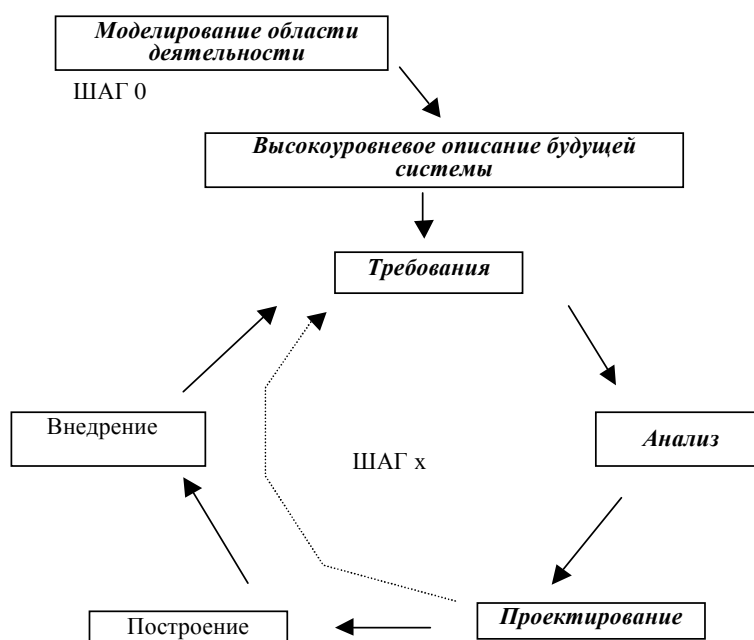 Моделирование области
деятельности
ШАГ 0
Высокоуровневое описание будущей
системы
Требования
Внедрение
Анализ
ШАГ x
Построение
Проектирование